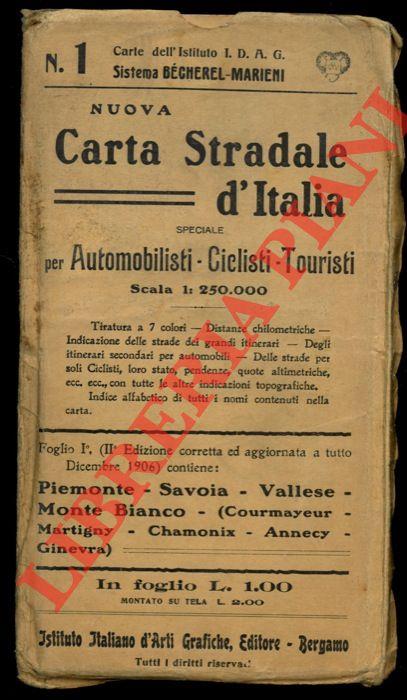 N. 1
Carte dell'Istituto I. D. A. G.
Sistema BÉCHEREL-MARIENI
NUOVA
Carta Stradale
d'Italia
SPECIALE
per Automobilisti - Ciclisti - Touristi
Scala 1: 250.000
Tiratura a 7 colori — Distanze chilometriche —
Indicazione delle strade dei grandi itinerari — Degli
itinerari secondari per automobili — Delle strade per
soli Ciclisti, loro stato, pendenze, quote altimetriche,
ecc. ecc., con tutte le altre indicazioni topografiche.
Indice alfabetico di tutti i nomi contenuti nella
carta.
Foglio I°. (II° Edizione corretta ed aggiornata a tutto
Dicembre 1906) contiene:
Piemonte - Savoia - Vallese -
Monte Bianco - (Courmayeur -
Martigny - Chamonix - Annecy -
Ginevra)
In foglio L. 1.00
MONTATO SU TELA L. 2.00
Istituto Italiano d'Arti Grafiche, Editore - Bergamo
Tutti i diritti riservati
LIBRERIA PIANI